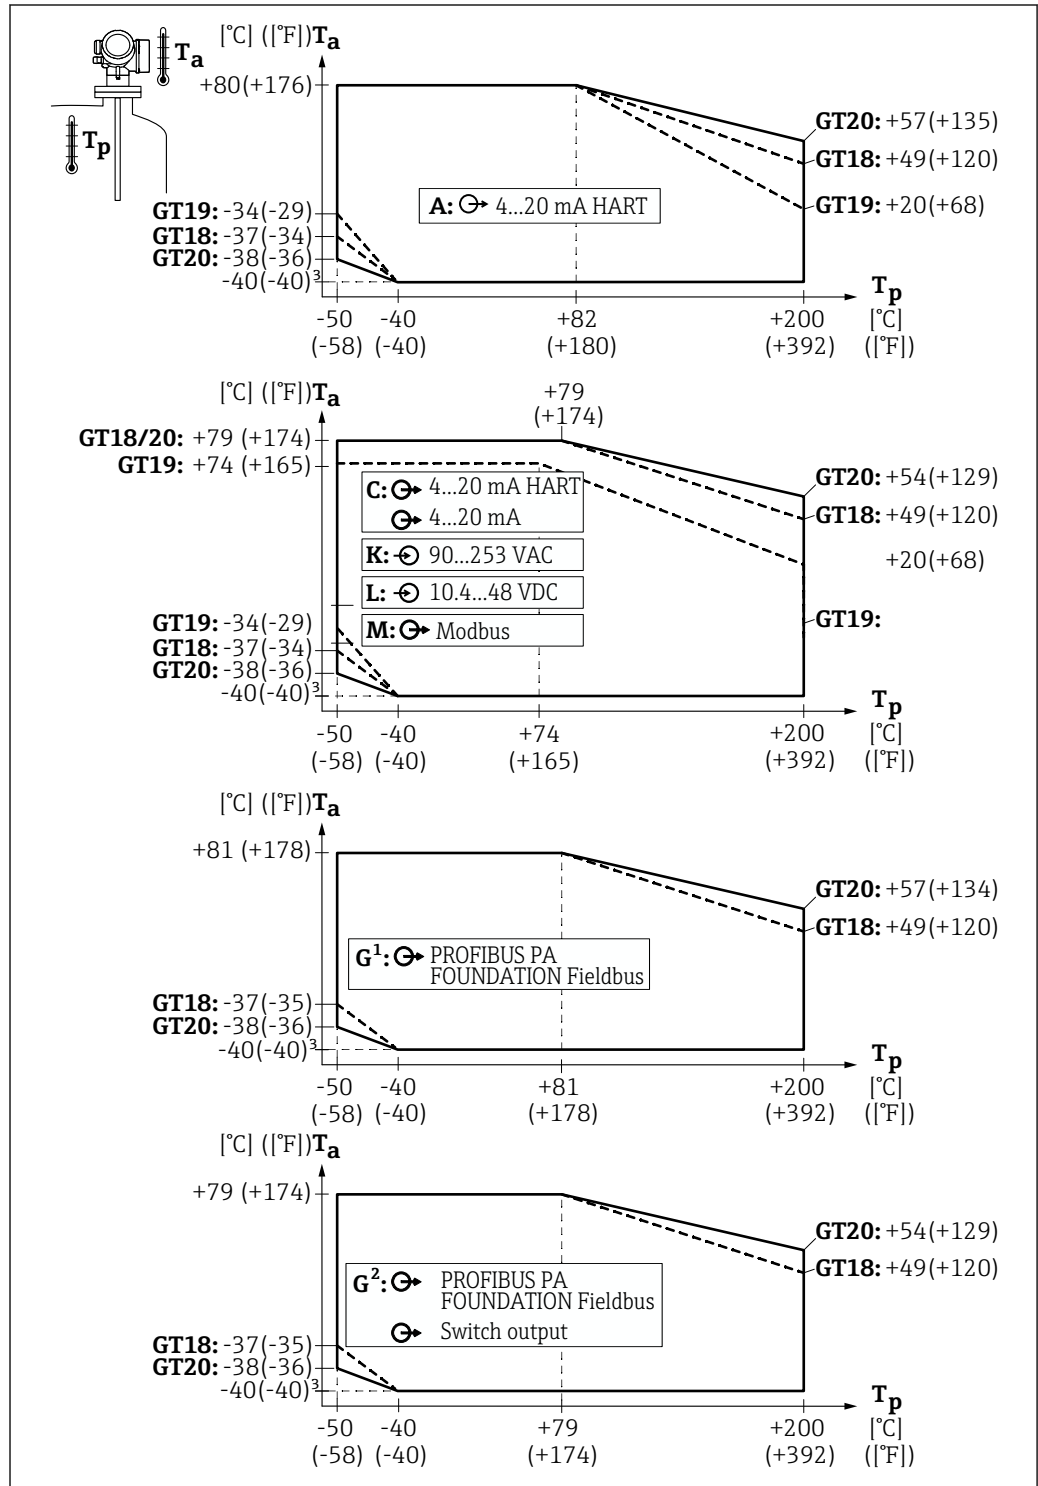 [°C] ([°F])Ta
Ta
Tp
+80(+176)
GT20: +57(+135)
GT18: +49(+120)
GT19: +20(+68)
A: 4...20 mA HART
GT19: -34(-29)
GT18: -37(-34)
GT20: -38(-36)
-40(-40)³
Tp
-50 -40 +82 +200 [°C]
(-58) (-40) (+180) (+392) ([°F])
[°C] ([°F])Ta
+79
(+174)
GT18/20: +79 (+174)
GT19: +74 (+165)
GT20: +54(+129)
GT18: +49(+120)
+20(+68)
GT19:
C: 4...20 mA HART
4...20 mA
K: 90...253 VAC
L: 10.4...48 VDC
M: Modbus
GT19: -34(-29)
GT18: -37(-34)
GT20: -38(-36)
-40(-40)³
Tp
-50 -40 +74 +200 [°C]
(-58) (-40) (+165) (+392) ([°F])
[°C] ([°F])Ta
+81 (+178)
GT20: +57(+134)
GT18: +49(+120)
G¹: PROFIBUS PA
FOUNDATION Fieldbus
GT18: -37(-35)
GT20: -38(-36)
-40(-40)³
Tp
-50 -40 +81 +200 [°C]
(-58) (-40) (+178) (+392) ([°F])
[°C] ([°F])Ta
+79 (+174)
GT20: +54(+129)
GT18: +49(+120)
G²: PROFIBUS PA
FOUNDATION Fieldbus
Switch output
GT18: -37(-35)
GT20: -38(-36)
-40(-40)³
Tp
-50 -40 +79 +200 [°C]
(-58) (-40) (+174) (+392) ([°F])